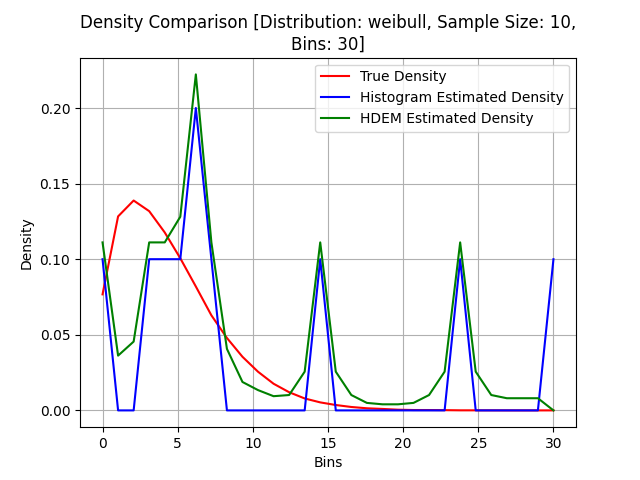 Density Comparison [Distribution: weibull, Sample Size: 10,
Bins: 30]
True Density
Histogram Estimated Density
HDEM Estimated Density
Density
0.20
0.15
0.10
0.05
0.00
0 5 10 15 20 25 30
Bins